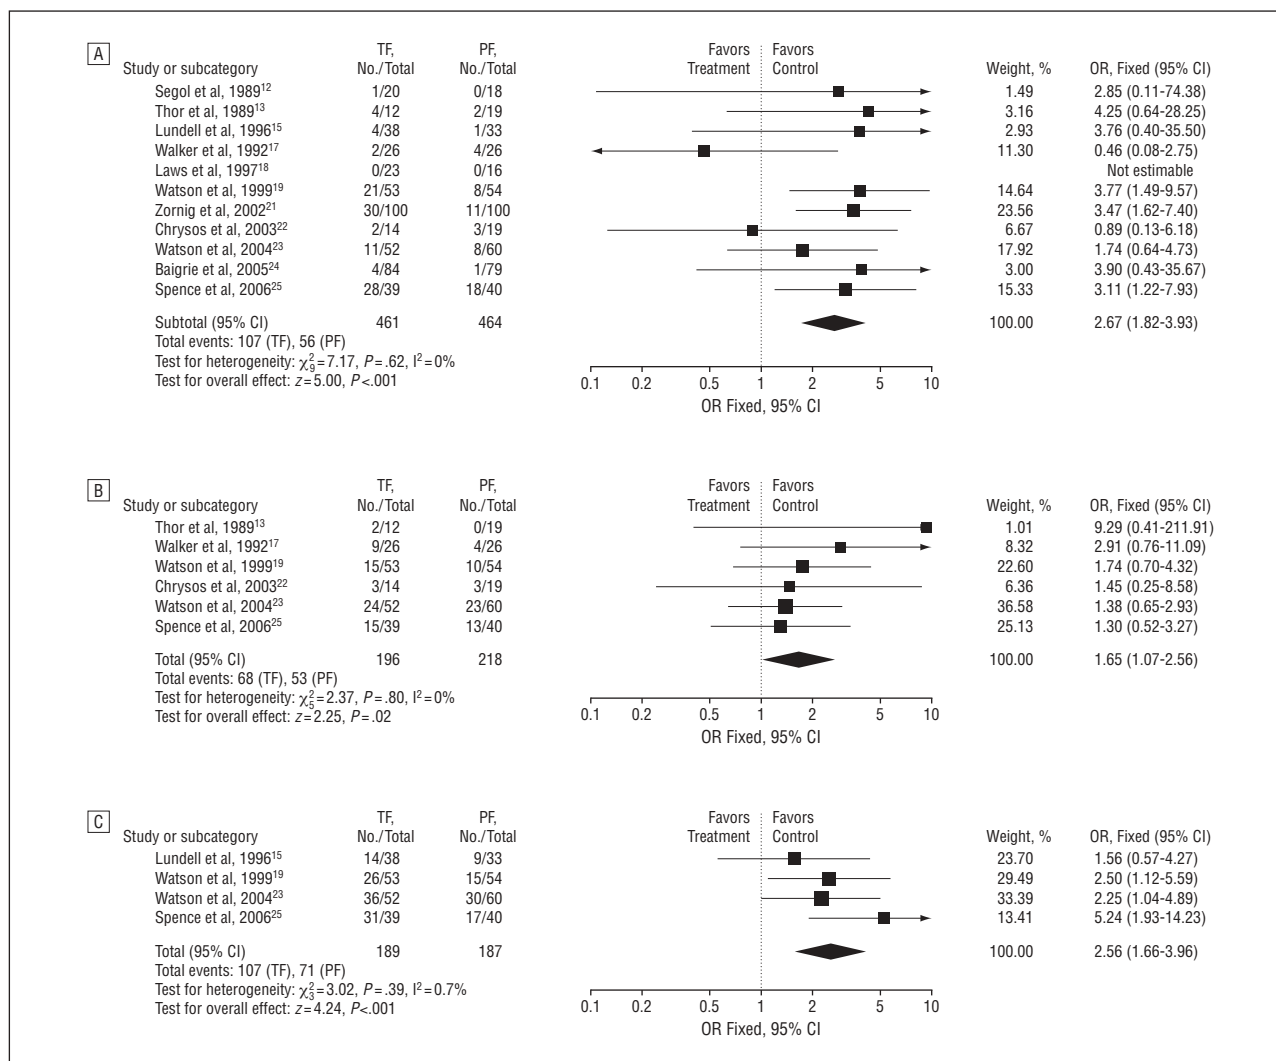 A
TF, PF, Favors Favors
Study or subcategory No./Total No./Total Treatment Control Weight, % OR, Fixed (95% CI)
Segol et al, 1989¹² 1/20 0/18 1.49 2.85 (0.11-74.38)
Thor et al, 1989¹³ 4/12 2/19 3.16 4.25 (0.64-28.25)
Lundell et al, 1996¹⁵ 4/38 1/33 2.93 3.76 (0.40-35.50)
Walker et al, 1992¹⁷ 2/26 4/26 11.30 0.46 (0.08-2.75)
Laws et al, 1997¹⁸ 0/23 0/16 Not estimable
Watson et al, 1999¹⁹ 21/53 8/54 14.64 3.77 (1.49-9.57)
Zornig et al, 2002²¹ 30/100 11/100 23.56 3.47 (1.62-7.40)
Chrysos et al, 2003²² 2/14 3/19 6.67 0.89 (0.13-6.18)
Watson et al, 2004²³ 11/52 8/60 17.92 1.74 (0.64-4.73)
Baigrie et al, 2005²⁴ 4/84 1/79 3.00 3.90 (0.43-35.67)
Spence et al, 2006²⁵ 28/39 18/40 15.33 3.11 (1.22-7.93)
Subtotal (95% CI) 461 464 100.00 2.67 (1.82-3.93)
Total events: 107 (TF), 56 (PF)
Test for heterogeneity: χ²₉=7.17, P=.62, I²=0%
Test for overall effect: z=5.00, P<.001
0.1 0.2 0.5 1 2 5 10
OR Fixed, 95% CI
B
TF, PF, Favors Favors
Study or subcategory No./Total No./Total Treatment Control Weight, % OR, Fixed (95% CI)
Thor et al, 1989¹³ 2/12 0/19 1.01 9.29 (0.41-211.91)
Walker et al, 1992¹⁷ 9/26 4/26 8.32 2.91 (0.76-11.09)
Watson et al, 1999¹⁹ 15/53 10/54 22.60 1.74 (0.70-4.32)
Chrysos et al, 2003²² 3/14 3/19 6.36 1.45 (0.25-8.58)
Watson et al, 2004²³ 24/52 23/60 36.58 1.38 (0.65-2.93)
Spence et al, 2006²⁵ 15/39 13/40 25.13 1.30 (0.52-3.27)
Total (95% CI) 196 218 100.00 1.65 (1.07-2.56)
Total events: 68 (TF), 53 (PF)
Test for heterogeneity: χ²₅=2.37, P=.80, I²=0%
Test for overall effect: z=2.25, P=.02
0.1 0.2 0.5 1 2 5 10
OR Fixed, 95% CI
C
TF, PF, Favors Favors
Study or subcategory No./Total No./Total Treatment Control Weight, % OR, Fixed (95% CI)
Lundell et al, 1996¹⁵ 14/38 9/33 23.70 1.56 (0.57-4.27)
Watson et al, 1999¹⁹ 26/53 15/54 29.49 2.50 (1.12-5.59)
Watson et al, 2004²³ 36/52 30/60 33.39 2.25 (1.04-4.89)
Spence et al, 2006²⁵ 31/39 17/40 13.41 5.24 (1.93-14.23)
Total (95% CI) 189 187 100.00 2.56 (1.66-3.96)
Total events: 107 (TF), 71 (PF)
Test for heterogeneity: χ²₃=3.02, P=.39, I²=0.7%
Test for overall effect: z=4.24, P<.001
0.1 0.2 0.5 1 2 5 10
OR Fixed, 95% CI